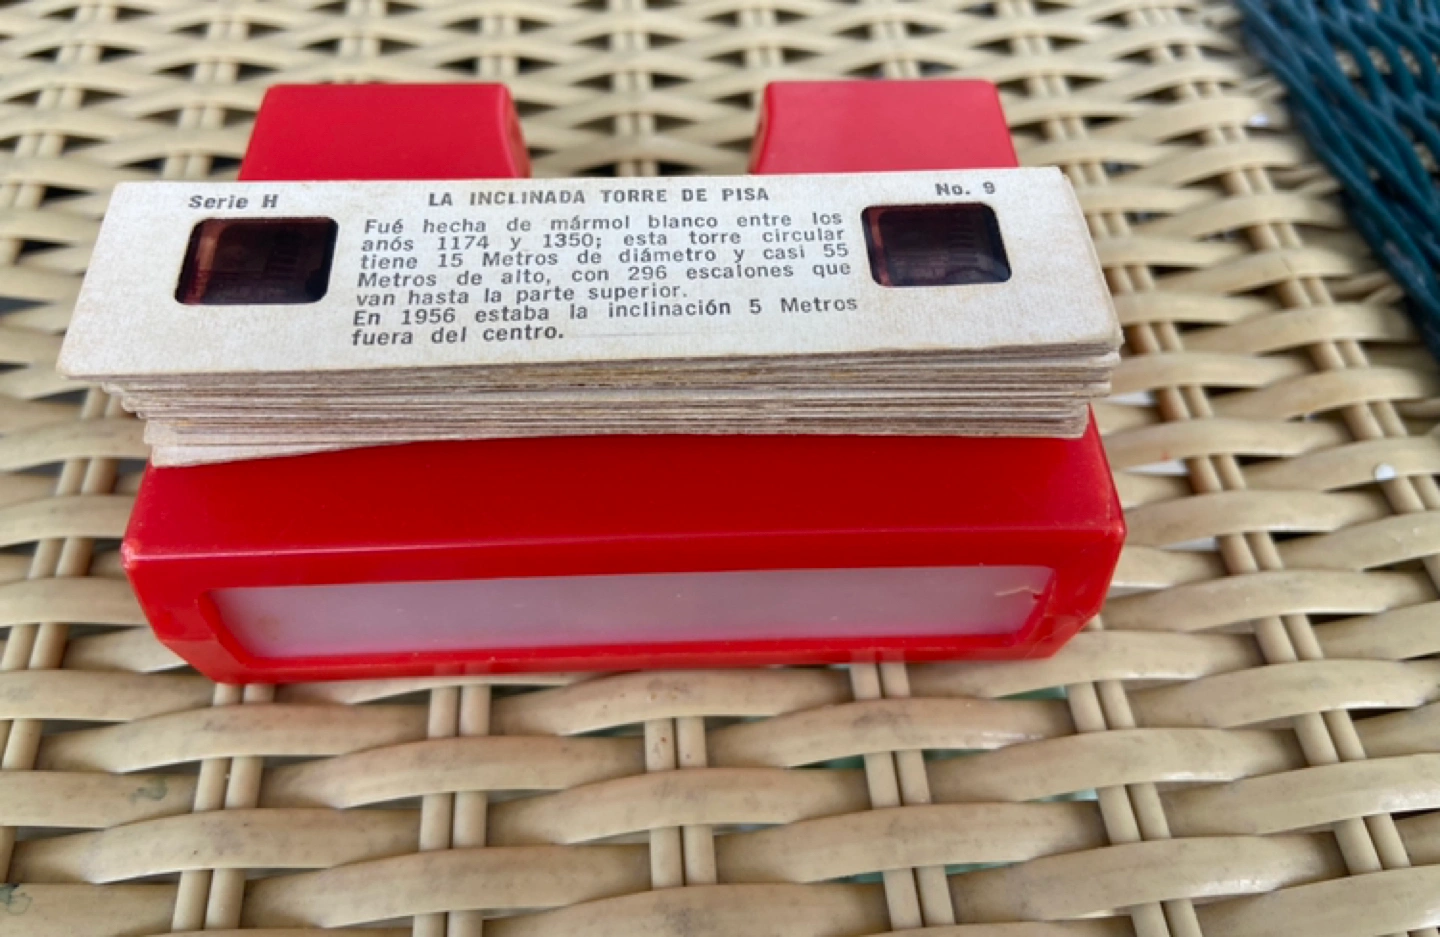 Serie H
LA INCLINADA TORRE DE PISA
No. 9
Fué hecha de mármol blanco entre los
anós 1174 y 1350; esta torre circular
tiene 15 Metros de diámetro y casi 55
Metros de alto, con 296 escalones que
van hasta la parte superior.
En 1956 estaba la inclinación 5 Metros
fuera del centro.